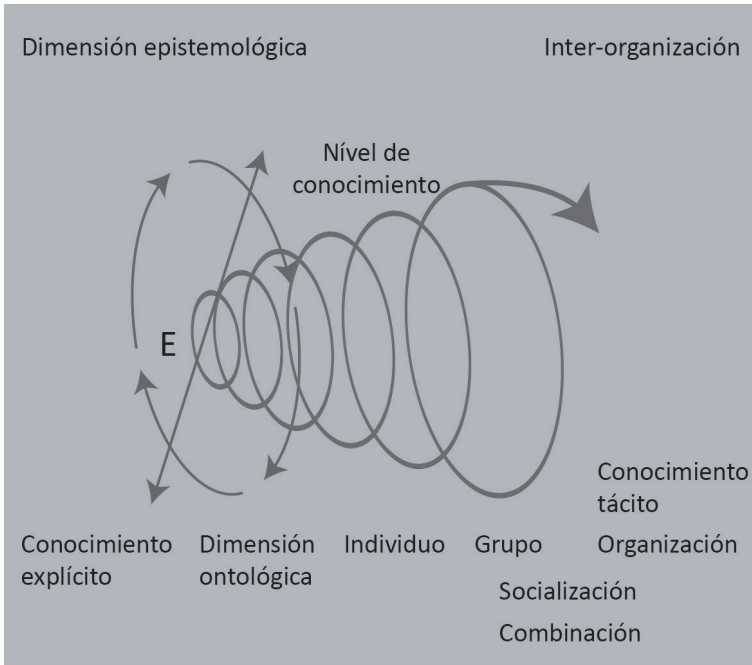 Dimensión epistemológica
Inter-organización
Nível de
conocimiento
E
Conocimiento
tácito
Conocimiento
explícito
Dimensión
ontológica
Individuo
Grupo
Organización
Socialización
Combinación